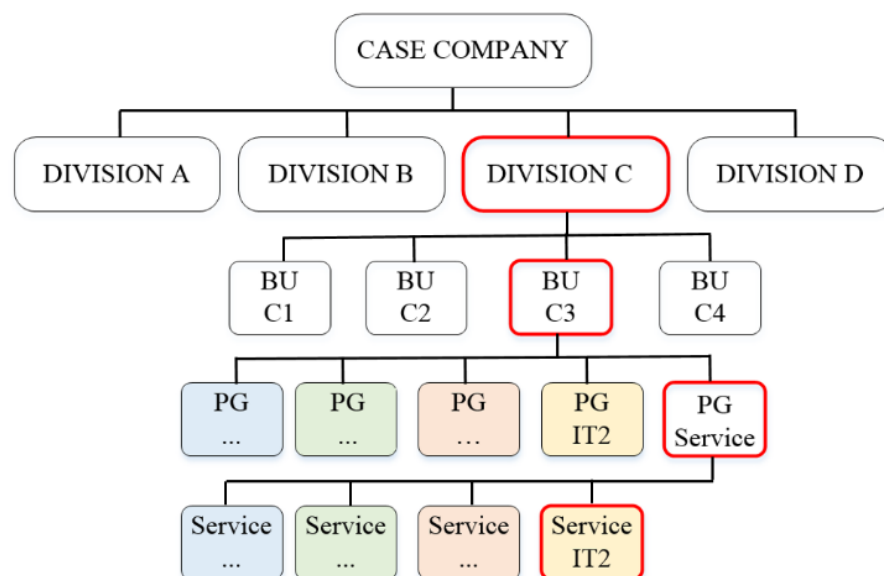 CASE COMPANY
DIVISION A
DIVISION B
DIVISION C
DIVISION D
BU
C1
BU
C2
BU
C3
BU
C4
PG
...
PG
...
PG
...
PG
IT2
PG
Service
Service
...
Service
...
Service
...
Service
IT2